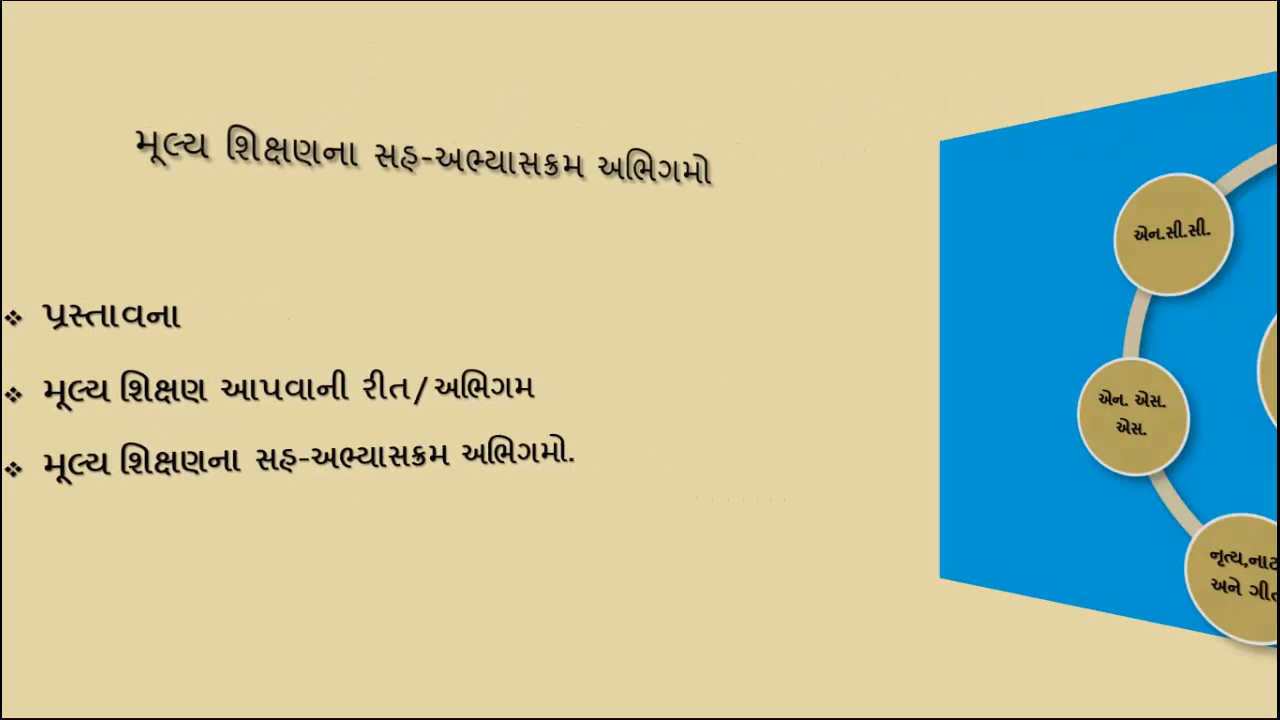 મૂલ્ય શિક્ષણના સહ-અભ્યાસક્રમ અભિગમો
❖ પ્રસ્તાવના
❖ મૂલ્ય શિક્ષણ આપવાની રીત/અભિગમ
❖ મૂલ્ય શિક્ષણના સહ-અભ્યાસક્રમ અભિગમો.
એન.સી.સી.
એન. એસ.
એસ.
નૃત્ય,
અને